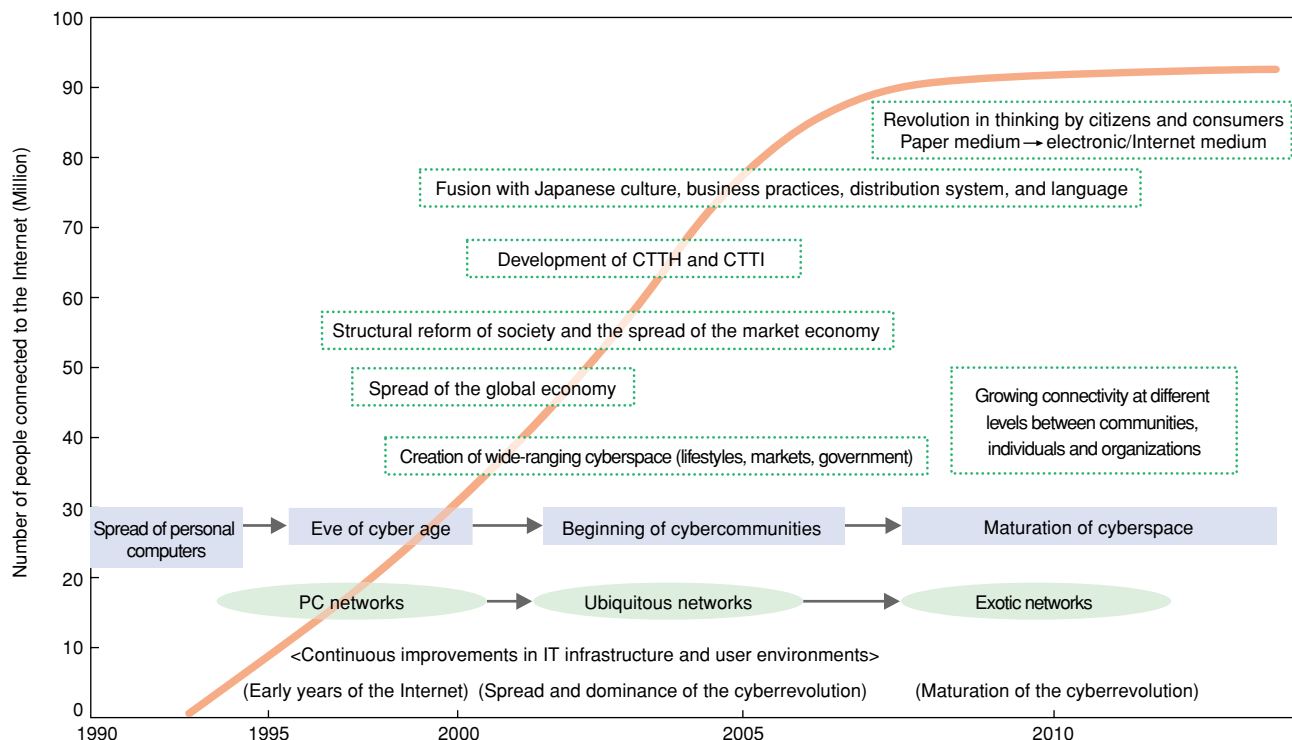 100
90
80
70
60
50
40
30
20
10
0
Number of people connected to the Internet (Million)
Revolution in thinking by citizens and consumers
Paper medium → electronic/Internet medium
Fusion with Japanese culture, business practices, distribution system, and language
Development of CTTH and CTTI
Structural reform of society and the spread of the market economy
Spread of the global economy
Growing connectivity at different
levels between communities,
individuals and organizations
Creation of wide-ranging cyberspace (lifestyles, markets, government)
Spread of personal
computers
Eve of cyber age
Beginning of cybercommunities
Maturation of cyberspace
PC networks
Ubiquitous networks
Exotic networks
<Continuous improvements in IT infrastructure and user environments>
(Early years of the Internet)
(Spread and dominance of the cyberrevolution)
(Maturation of the cyberrevolution)
1990
1995
2000
2005
2010